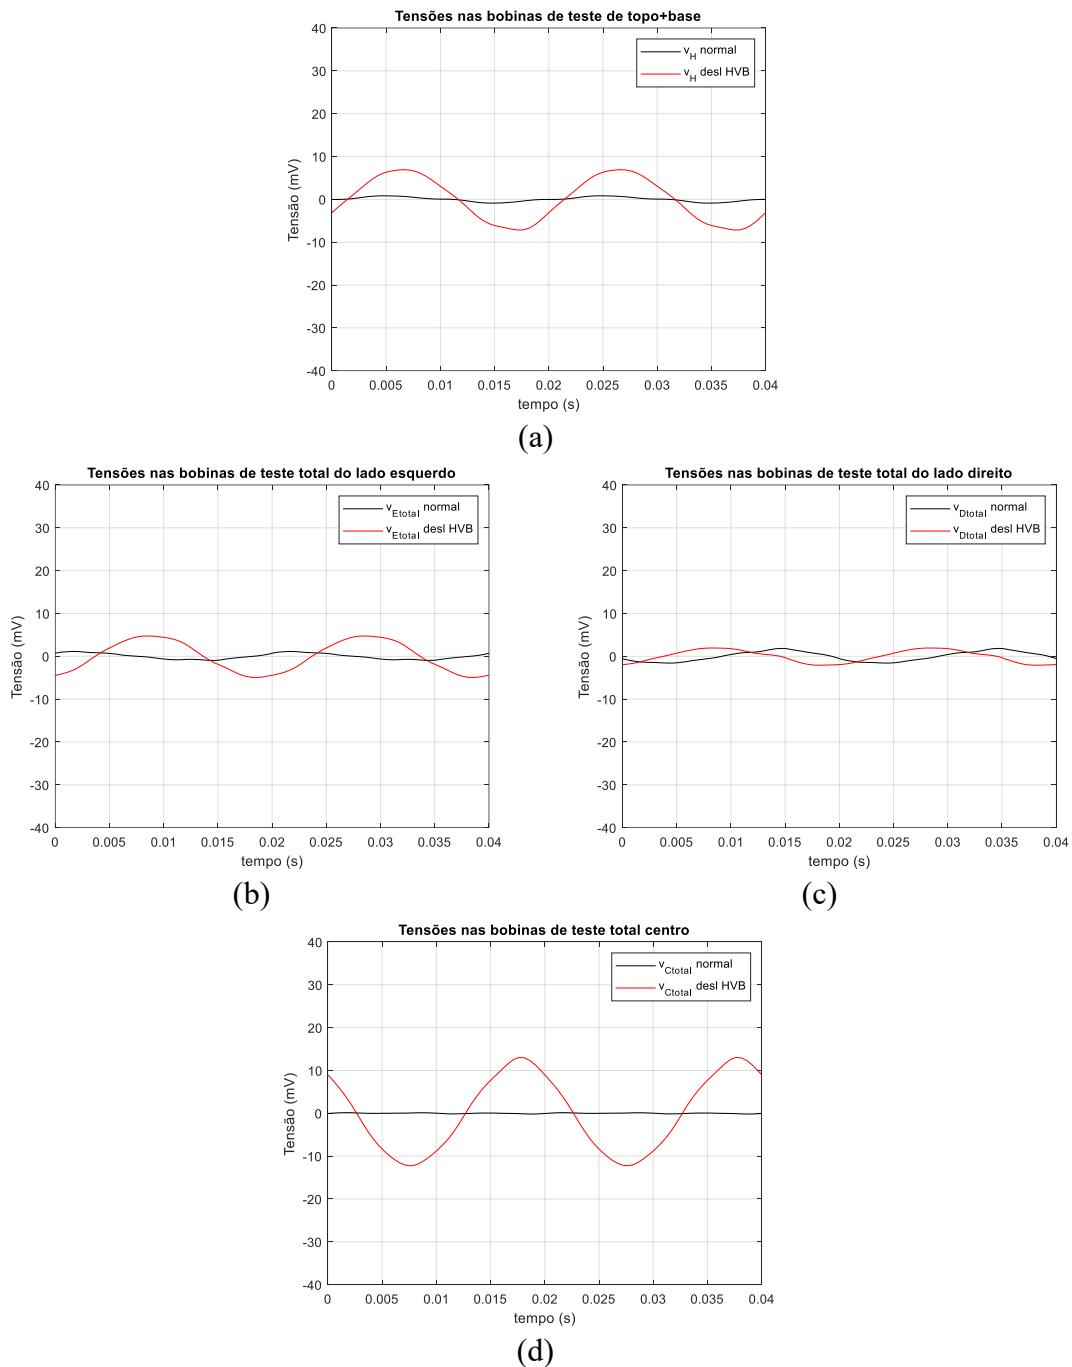 Tensões nas bobinas de teste de topo+base
v_H normal
v_H desl HVB
Tensão (mV)
40
30
20
10
0
-10
-20
-30
-40
0 0.005 0.01 0.015 0.02 0.025 0.03 0.035 0.04
tempo (s)
(a)
Tensões nas bobinas de teste total do lado esquerdo
v_Etotal normal
v_Etotal desl HVB
Tensão (mV)
40
30
20
10
0
-10
-20
-30
-40
0 0.005 0.01 0.015 0.02 0.025 0.03 0.035 0.04
tempo (s)
(b)
Tensões nas bobinas de teste total do lado direito
v_Dtotal normal
v_Dtotal desl HVB
Tensão (mV)
40
30
20
10
0
-10
-20
-30
-40
0 0.005 0.01 0.015 0.02 0.025 0.03 0.035 0.04
tempo (s)
(c)
Tensões nas bobinas de teste total centro
v_Ctotal normal
v_Ctotal desl HVB
Tensão (mV)
40
30
20
10
0
-10
-20
-30
-40
0 0.005 0.01 0.015 0.02 0.025 0.03 0.035 0.04
tempo (s)
(d)